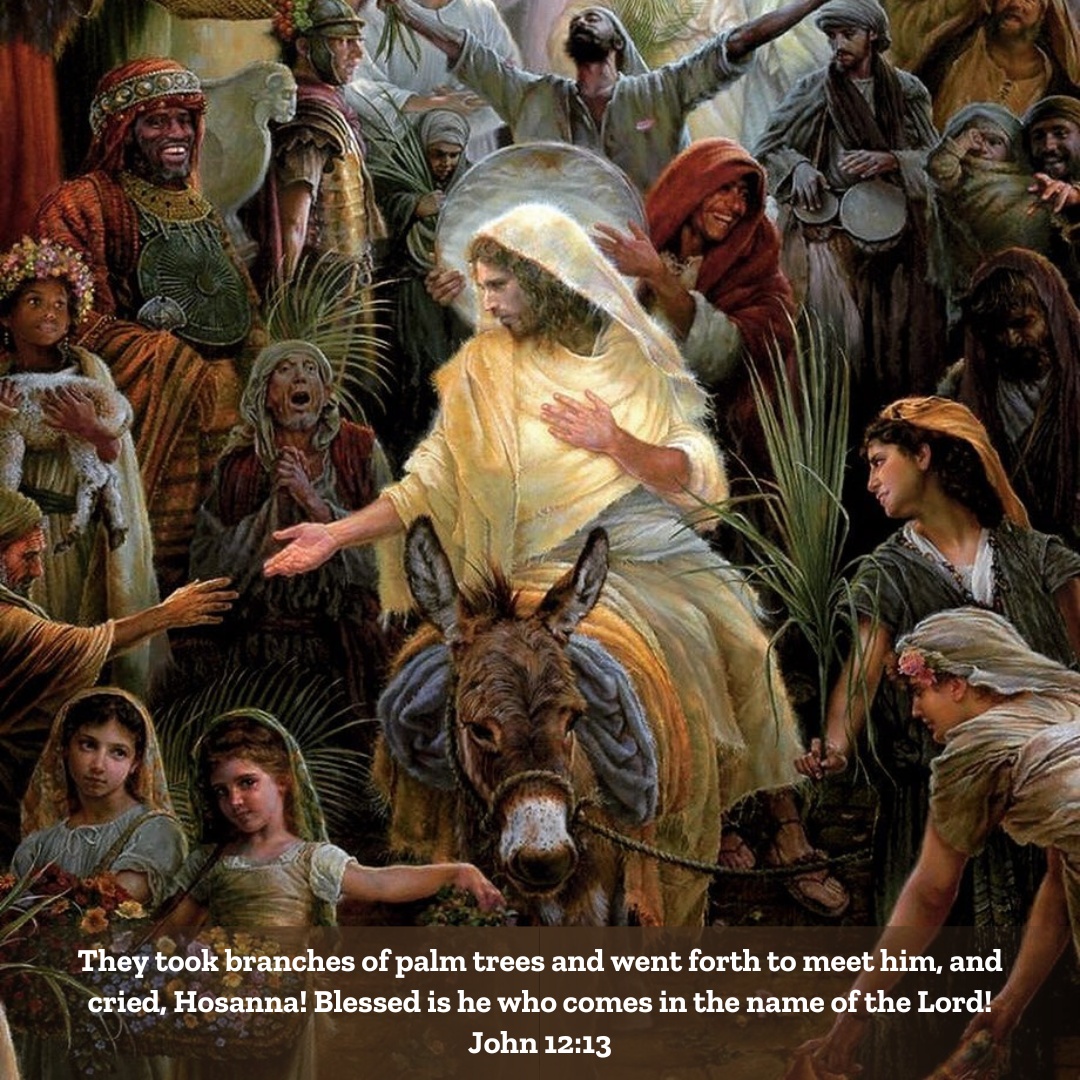 They took branches of palm trees and went forth to meet him, and
cried, Hosanna! Blessed is he who comes in the name of the Lord!
John 12:13